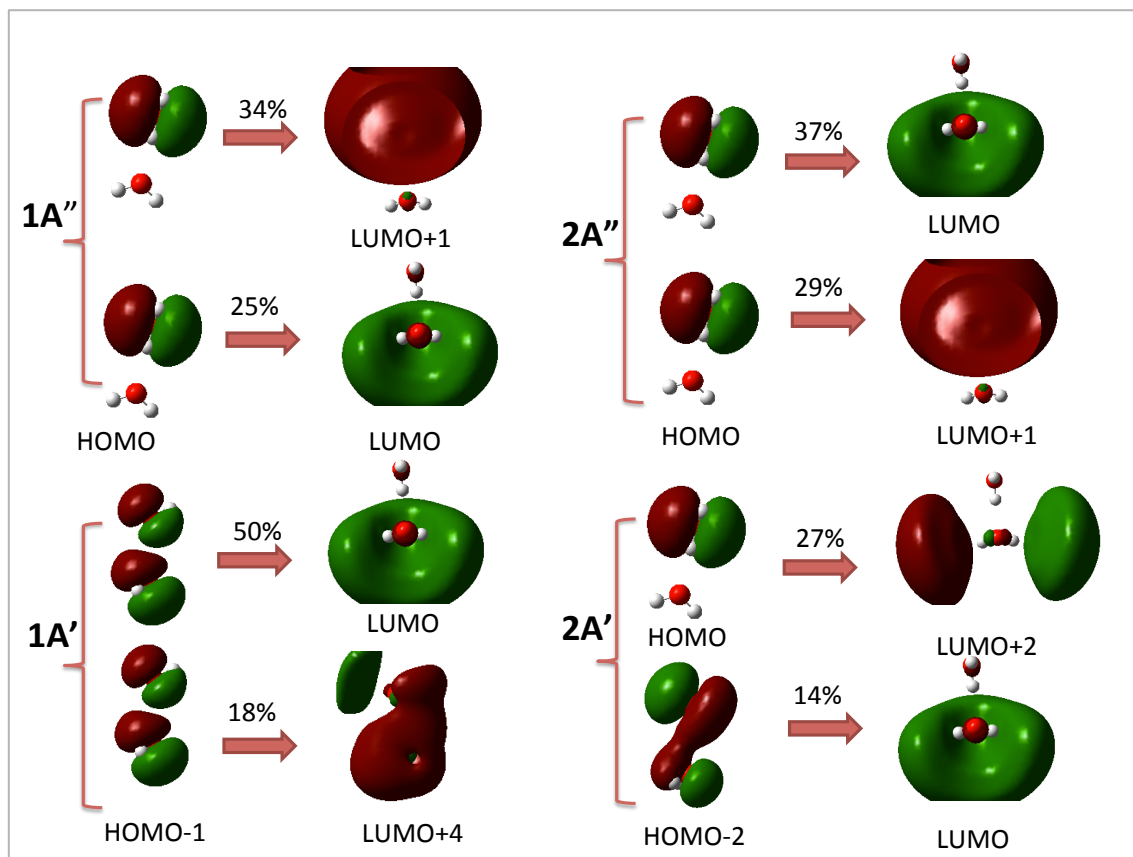 1A”
34%
LUMO+1
25%
HOMO
LUMO
2A”
37%
LUMO
29%
HOMO
LUMO+1
1A’
50%
LUMO
18%
HOMO-1
LUMO+4
2A’
27%
HOMO
LUMO+2
14%
HOMO-2
LUMO